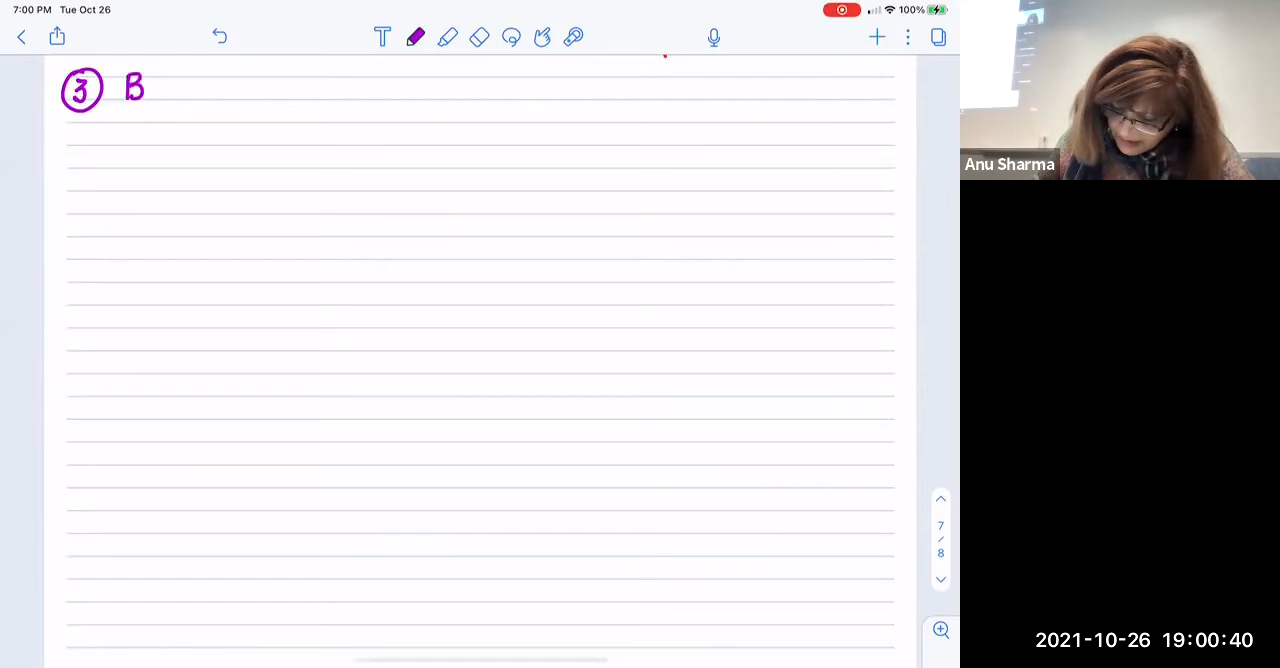 7:00 PM Tue Oct 26
100%
T
③ B
Anu Sharma
7
/
8
2021-10-26 19:00:40